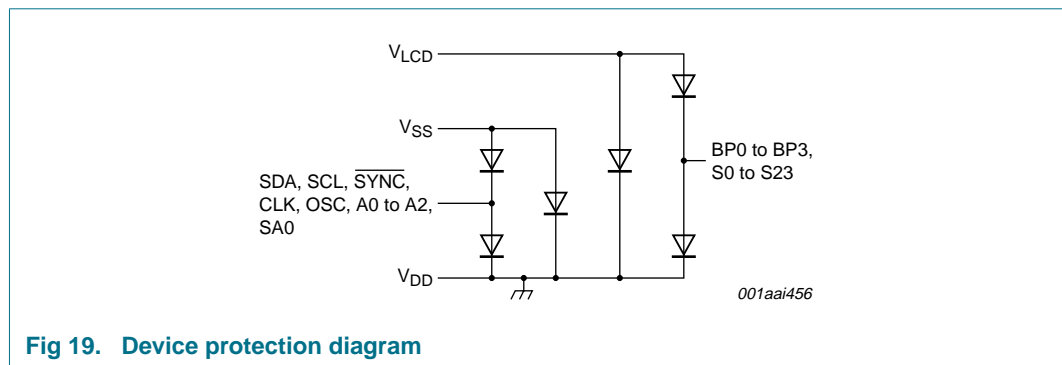 VLCD
VSS
SDA, SCL, SYNC,
CLK, OSC, A0 to A2,
SA0
BP0 to BP3,
S0 to S23
VDD
001aai456
Fig 19. Device protection diagram